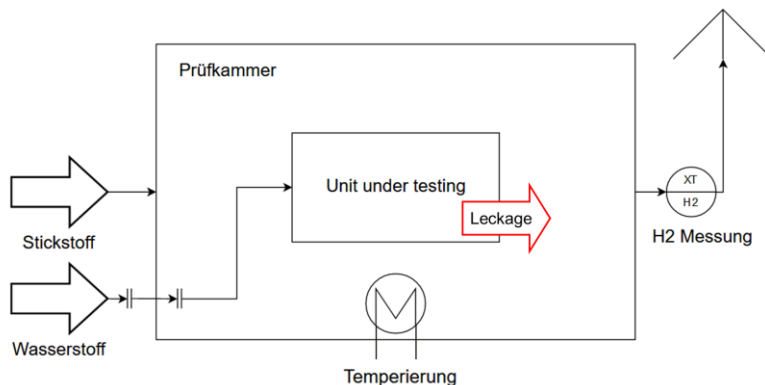 Prüfkammer
Unit under testing
Leckage
Stickstoff
Wasserstoff
XT
H2
H2 Messung
Temperierung